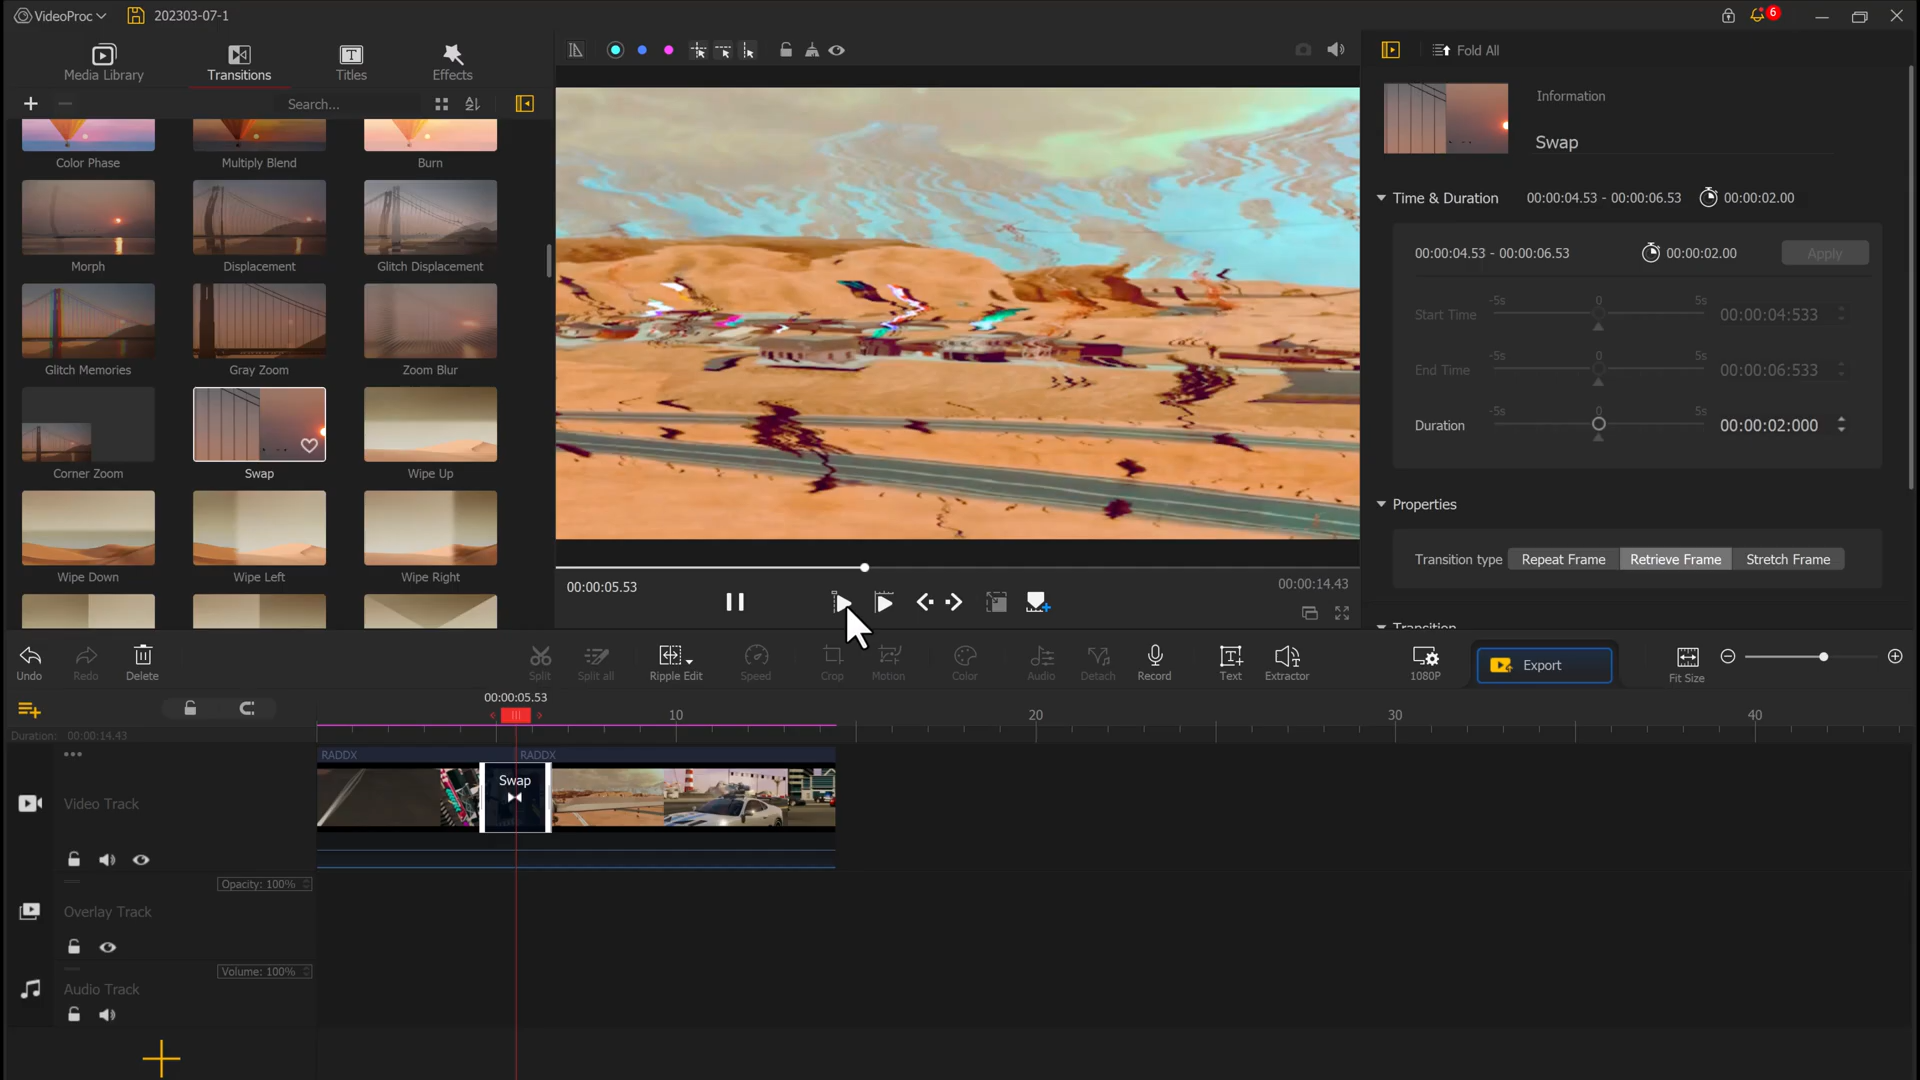 VideoProc
202303-07-1
6
Media Library
Transitions
Titles
Effects
Search...
Color Phase
Multiply Blend
Burn
Morph
Displacement
Glitch Displacement
Glitch Memories
Gray Zoom
Zoom Blur
Corner Zoom
Swap
Wipe Up
Wipe Down
Wipe Left
Wipe Right
00:00:05.53
00:00:14.43
Fold All
Information
Swap
Time & Duration
00:00:04.53 - 00:00:06.53
00:00:02.00
00:00:04.53 - 00:00:06.53
00:00:02.00
Apply
Start Time
-5s
0
5s
00:00:04:533
End Time
-5s
0
5s
00:00:06:533
Duration
-5s
0
5s
00:00:02:000
Properties
Transition type
Repeat Frame
Retrieve Frame
Stretch Frame
Transition
Undo
Redo
Delete
Split
Split all
Ripple Edit
Speed
Crop
Motion
Color
Audio
Detach
Record
Text
Extractor
1080P
Export
Fit Size
00:00:05.53
10
20
30
40
Duration: 00:00:14.43
RADDX
RADDX
Swap
Video Track
Opacity: 100%
Overlay Track
Volume: 100%
Audio Track